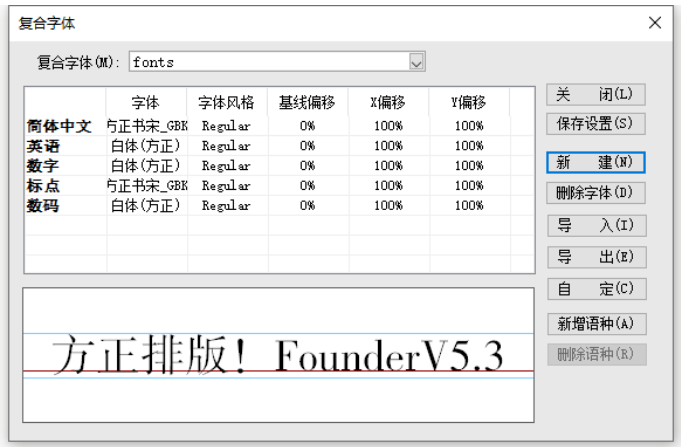 复合字体
复合字体(M): fonts
字体 字体风格 基线偏移 X偏移 Y偏移
简体中文 方正书宋_GBK Regular 0% 100% 100%
英语 白体(方正) Regular 0% 100% 100%
数字 白体(方正) Regular 0% 100% 100%
标点 方正书宋_GBK Regular 0% 100% 100%
数码 白体(方正) Regular 0% 100% 100%
关 闭(L)
保存设置(S)
新 建(N)
删除字体(D)
导 入(I)
导 出(E)
自 定(C)
新增语种(A)
删除语种(R)
方正排版！FounderV5.3